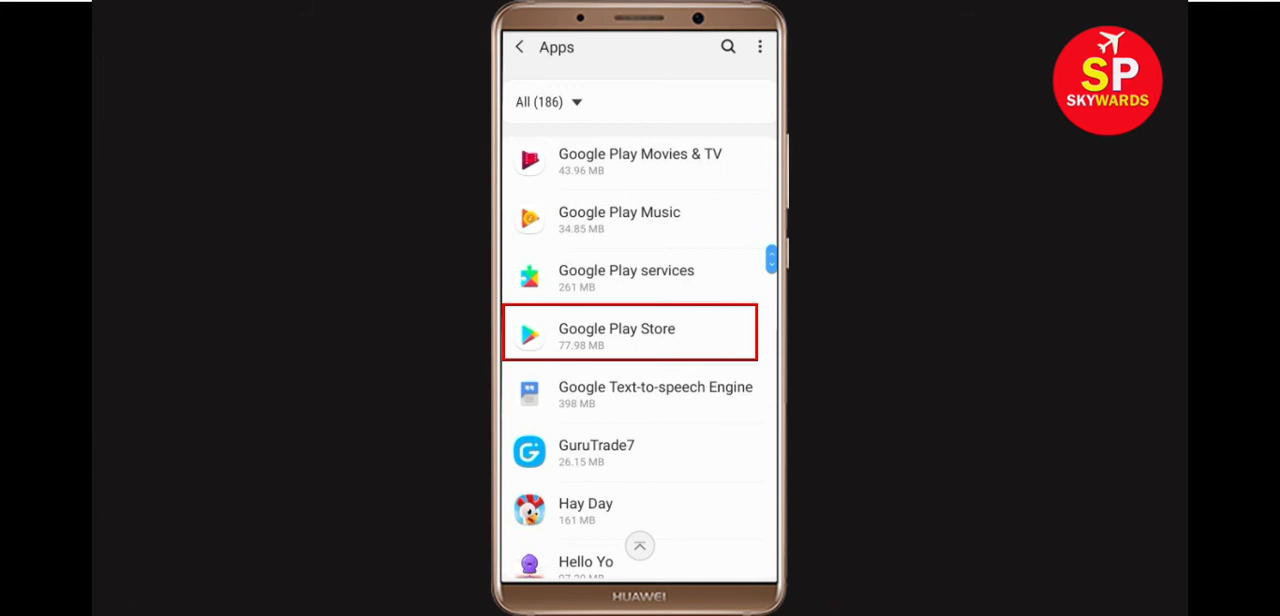 Apps
All (186)
Google Play Movies & TV
43.96 MB
Google Play Music
34.85 MB
Google Play services
261 MB
Google Play Store
77.98 MB
Google Text-to-speech Engine
398 MB
GuruTrade7
26.15 MB
Hay Day
161 MB
Hello Yo
HUAWEI
SP
SKYWARDS